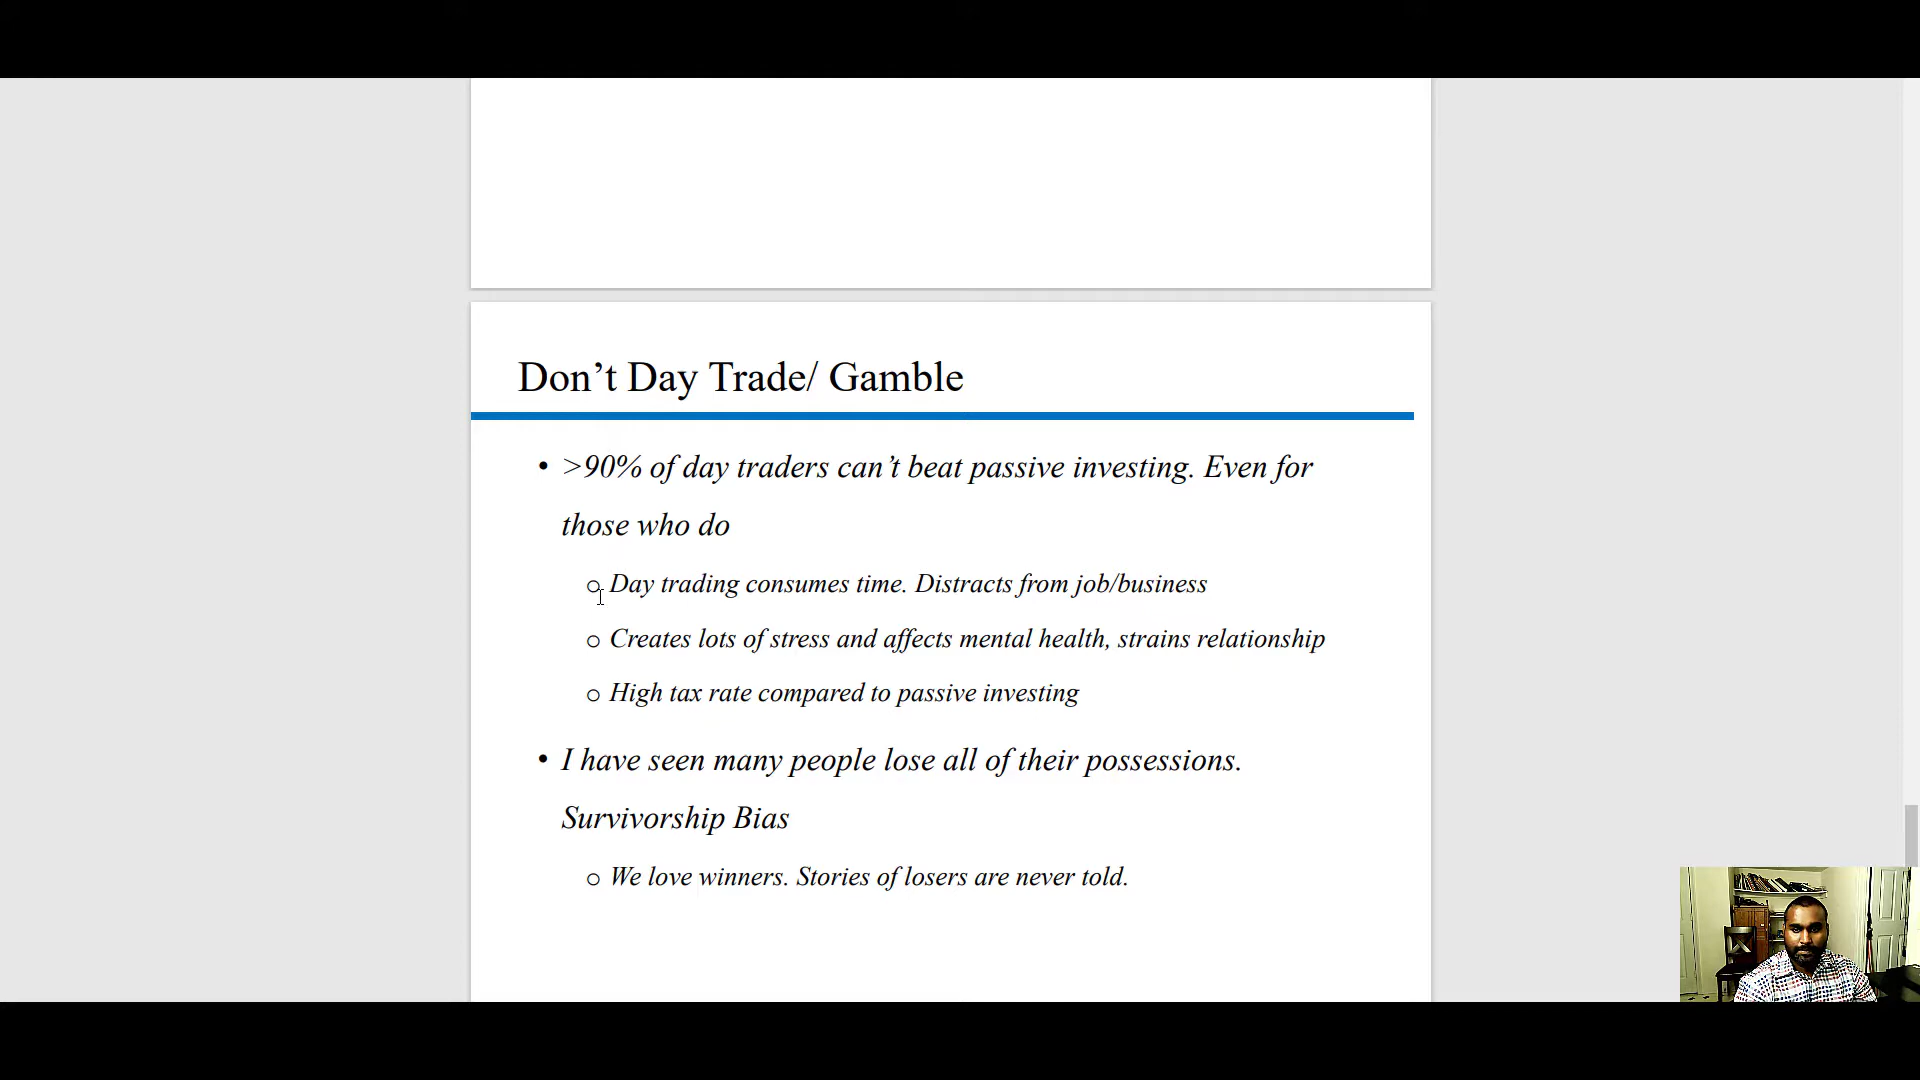 Don’t Day Trade/ Gamble
• >90% of day traders can’t beat passive investing. Even for
those who do
o Day trading consumes time. Distracts from job/business
o Creates lots of stress and affects mental health, strains relationship
o High tax rate compared to passive investing
• I have seen many people lose all of their possessions.
Survivorship Bias
o We love winners. Stories of losers are never told.